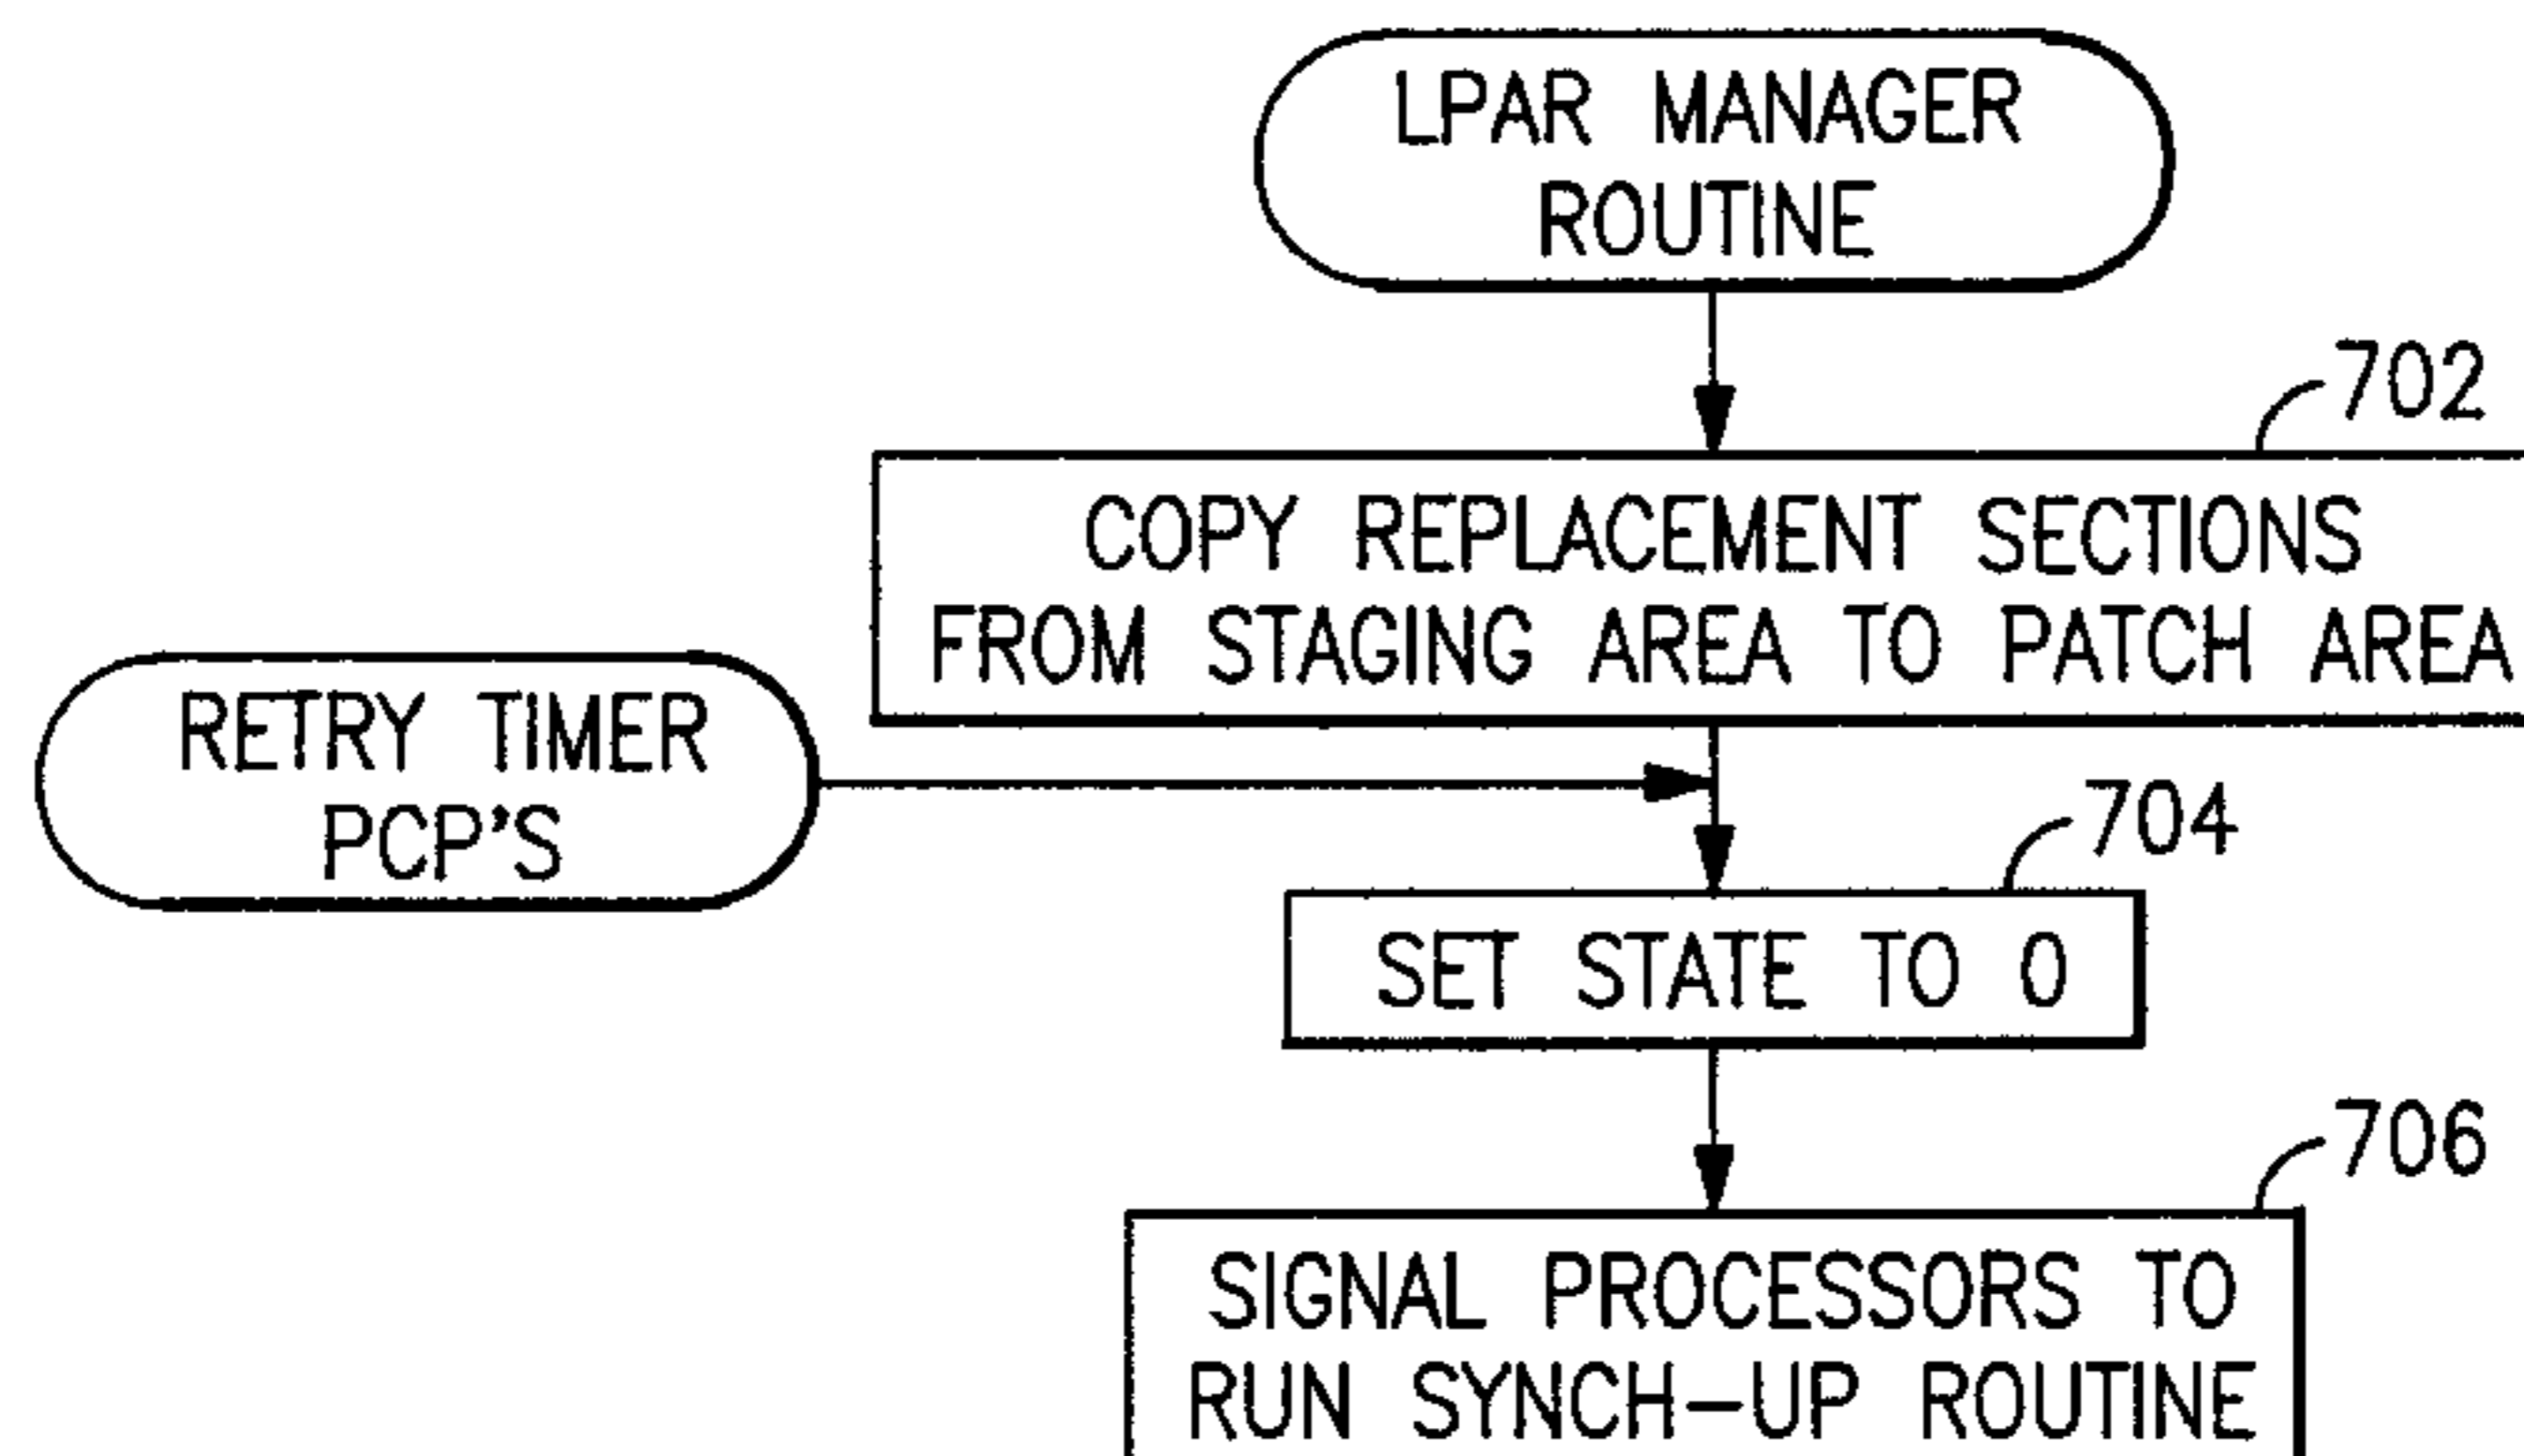 LPAR MANAGER
ROUTINE
702
COPY REPLACEMENT SECTIONS
FROM STAGING AREA TO PATCH AREA
RETRY TIMER
PCP'S
704
SET STATE TO 0
706
SIGNAL PROCESSORS TO
RUN SYNCH-UP ROUTINE